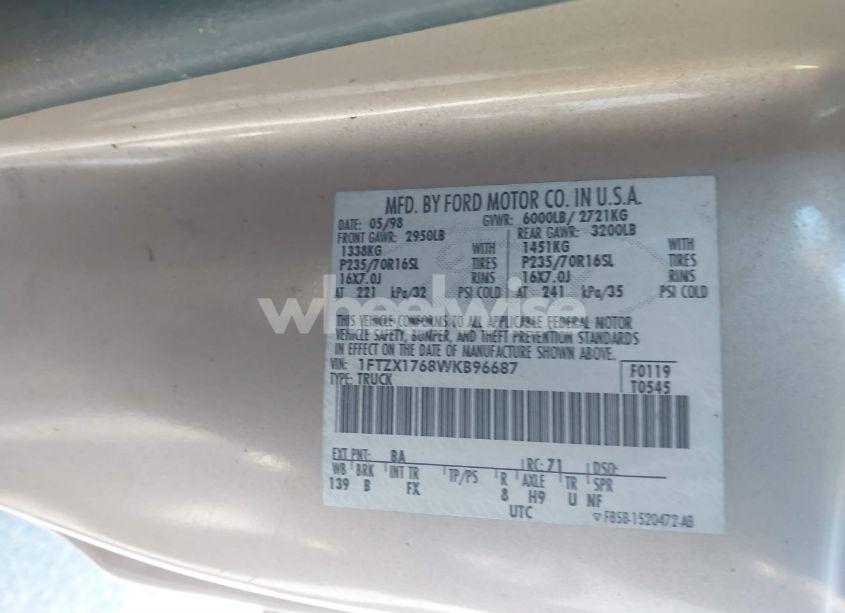 MFD. BY FORD MOTOR CO. IN U.S.A.
DATE: 05/98 GVWR: 6000LB/ 2721KG
FRONT GAWR: 2950LB REAR GAWR: 3200LB
1338KG WITH 1451KG WITH
P235/70R16SL TIRES P235/70R16SL TIRES
16X7.0J RIMS 16X7.0J RIMS
AT 221 kPa/32 PSI COLD AT 241 kPa/35 PSI COLD
wheelwise
THIS VEHICLE CONFORMS TO ALL APPLICABLE FEDERAL MOTOR
VEHICLE SAFETY, BUMPER, AND THEFT PREVENTION STANDARDS
IN EFFECT ON THE DATE OF MANUFACTURE SHOWN ABOVE.
VIN: 1FTZX1768WKB96687 F0119
TYPE: TRUCK T0545
EXT PNT: BA RC: 71 DSO:
WB BRK INT TR TP/PS R AXLE TR SPR
139 B FX 8 H9 U NF
UTC ▽ F85B-1520472-AB